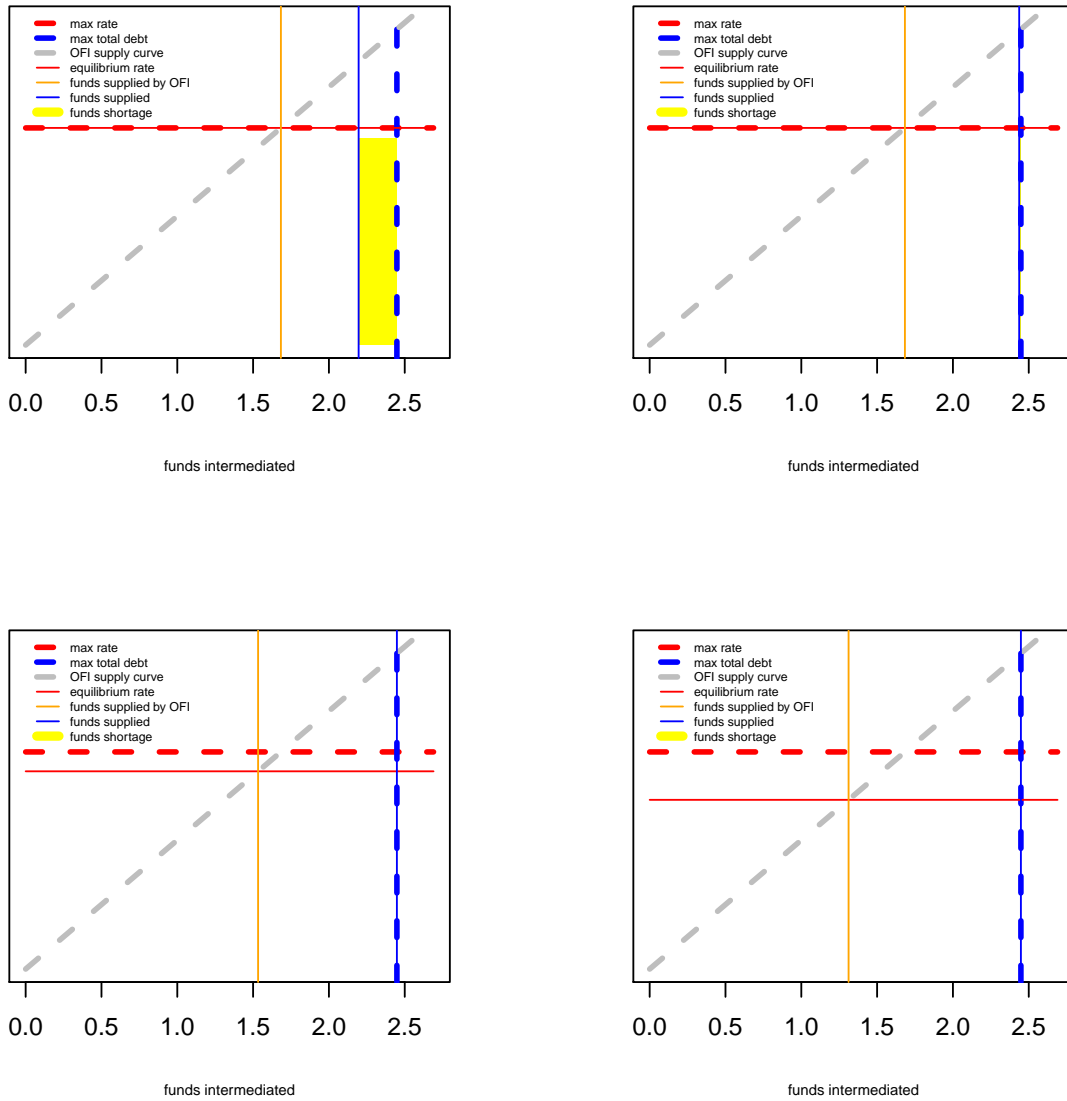 max rate
max total debt
OFI supply curve
equilibrium rate
funds supplied by OFI
funds supplied
funds shortage
0.0 0.5 1.0 1.5 2.0 2.5
funds intermediated
max rate
max total debt
OFI supply curve
equilibrium rate
funds supplied by OFI
funds supplied
funds shortage
0.0 0.5 1.0 1.5 2.0 2.5
funds intermediated
max rate
max total debt
OFI supply curve
equilibrium rate
funds supplied by OFI
funds supplied
funds shortage
0.0 0.5 1.0 1.5 2.0 2.5
funds intermediated
max rate
max total debt
OFI supply curve
equilibrium rate
funds supplied by OFI
funds supplied
funds shortage
0.0 0.5 1.0 1.5 2.0 2.5
funds intermediated